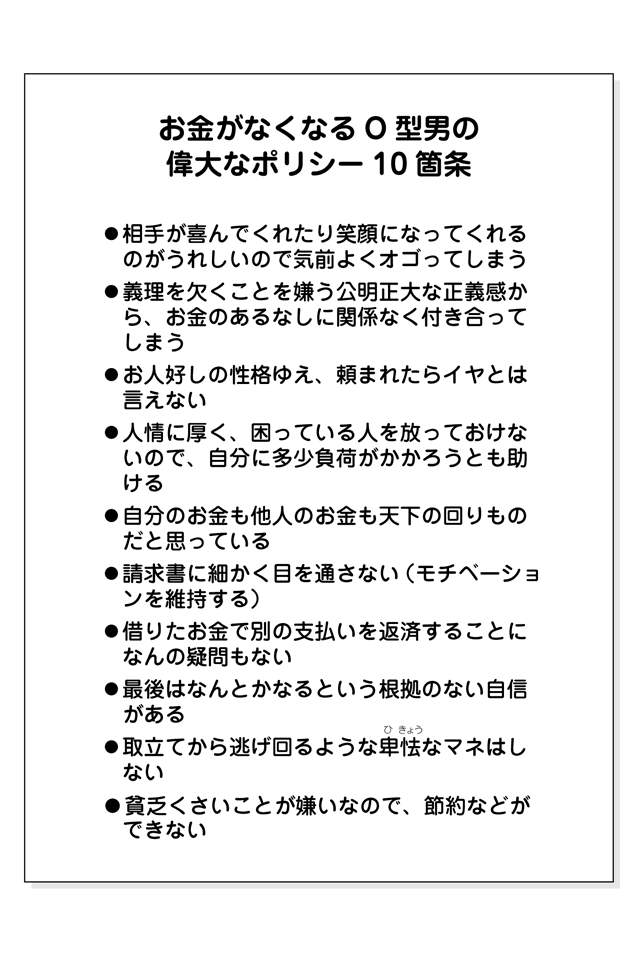 お金がなくなる O 型男の
偉大なポリシー 10 箇条
●相手が喜んでくれたり笑顔になってくれる
のがうれしいので気前よくオゴってしまう
●義理を欠くことを嫌う公明正大な正義感か
ら、お金のあるなしに関係なく付き合って
しまう
●お人好しの性格ゆえ、頼まれたらイヤとは
言えない
●人情に厚く、困っている人を放っておけな
いので、自分に多少負荷がかかろうとも助
ける
●自分のお金も他人のお金も天下の回りもの
だと思っている
●請求書に細かく目を通さない（モチベーショ
ンを維持する）
●借りたお金で別の支払いを返済することに
なんの疑問もない
●最後はなんとかなるという根拠のない自信
がある
ひ きょう
●取立てから逃げ回るような卑怯なマネはし
ない
●貧乏くさいことが嫌いなので、節約などが
できない